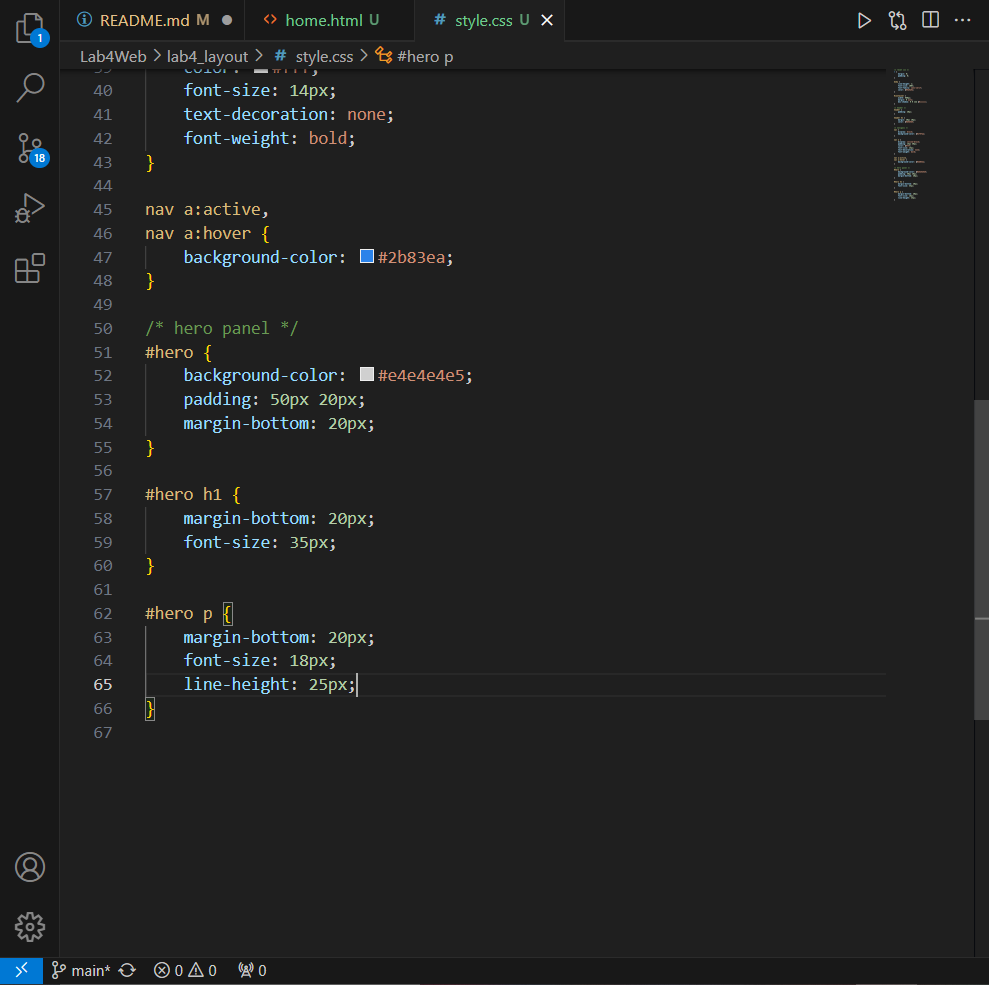 README.md M
home.html U
# style.css U
1
Lab4Web > lab4_layout > # style.css > #hero p
40 font-size: 14px;
41 text-decoration: none;
42 font-weight: bold;
43 }
44
45 nav a:active,
46 nav a:hover {
47 background-color: #2b83ea;
48 }
49
50 /* hero panel */
51 #hero {
52 background-color: #e4e4e4e5;
53 padding: 50px 20px;
54 margin-bottom: 20px;
55 }
56
57 #hero h1 {
58 margin-bottom: 20px;
59 font-size: 35px;
60 }
61
62 #hero p {
63 margin-bottom: 20px;
64 font-size: 18px;
65 line-height: 25px;
66 }
67
18
main* 0 0 0